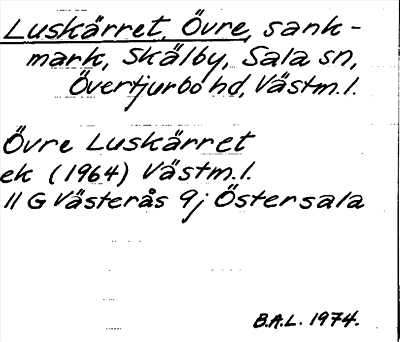 Luskärret, Övre, sank-
mark, Skälby, Sala sn,
Övertjurbo hd, Västm.l.
Övre Luskärret
ek (1964) Västm.l.
11 G Västerås 9j Östersala
B.A.L. 1974.